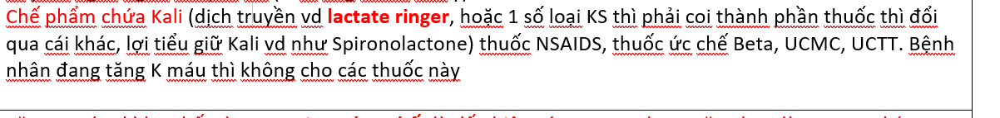 Chế phẩm chứa Kali (dịch truyền vd lactate ringer, hoặc 1 số loại KS thì phải coi thành phần thuốc thì đổi
qua cái khác, lợi tiểu giữ Kali vd như Spironolactone) thuốc NSAIDS, thuốc ức chế Beta, UCMC, UCTT. Bệnh
nhân đang tăng K máu thì không cho các thuốc này